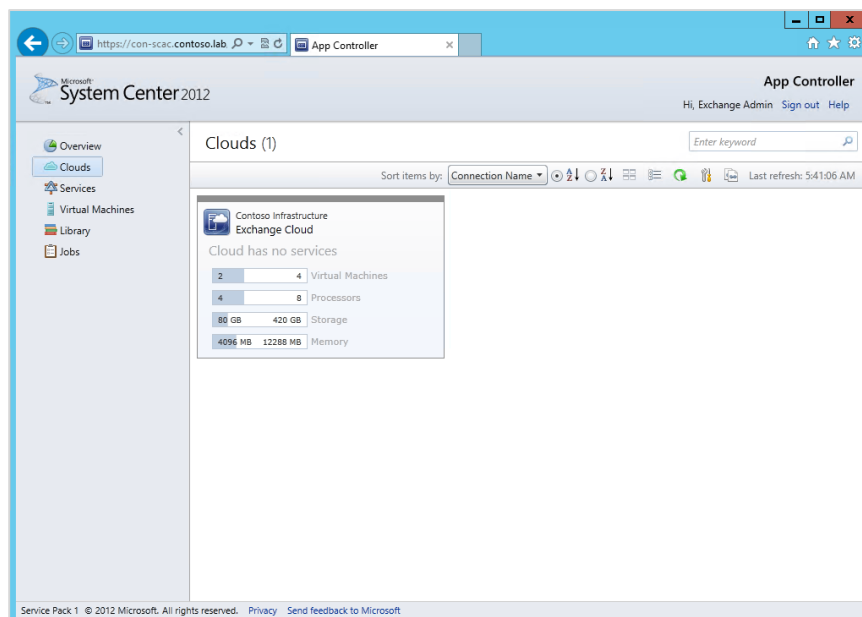 https://con-scac.contoso.lab
App Controller
Microsoft
System Center 2012
App Controller
Hi, Exchange Admin Sign out Help
Overview
Clouds
Services
Virtual Machines
Library
Jobs
Clouds (1)
Enter keyword
Sort items by: Connection Name Last refresh: 5:41:06 AM
Contoso Infrastructure
Exchange Cloud
Cloud has no services
2 4 Virtual Machines
4 8 Processors
80 GB 420 GB Storage
4096 MB 12288 MB Memory
Service Pack 1 © 2012 Microsoft. All rights reserved. Privacy Send feedback to Microsoft